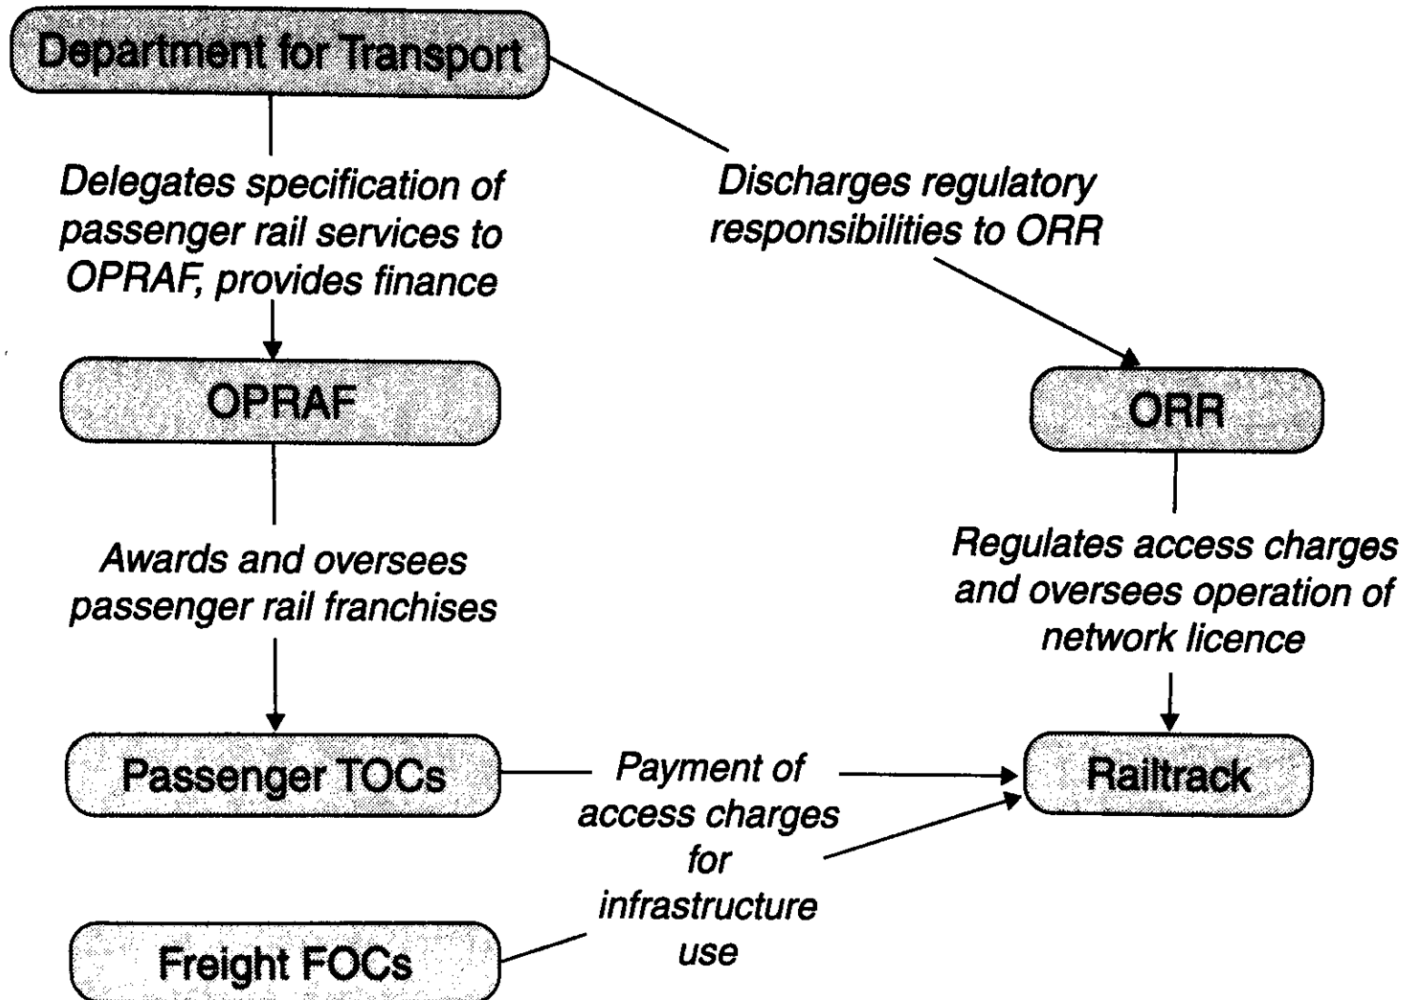 Department for Transport
Delegates specification of
passenger rail services to
OPRAF, provides finance
Discharges regulatory
responsibilities to ORR
OPRAF
ORR
Awards and oversees
passenger rail franchises
Regulates access charges
and oversees operation of
network licence
Passenger TOCs
Payment of
access charges
for
infrastructure
use
Railtrack
Freight FOCs